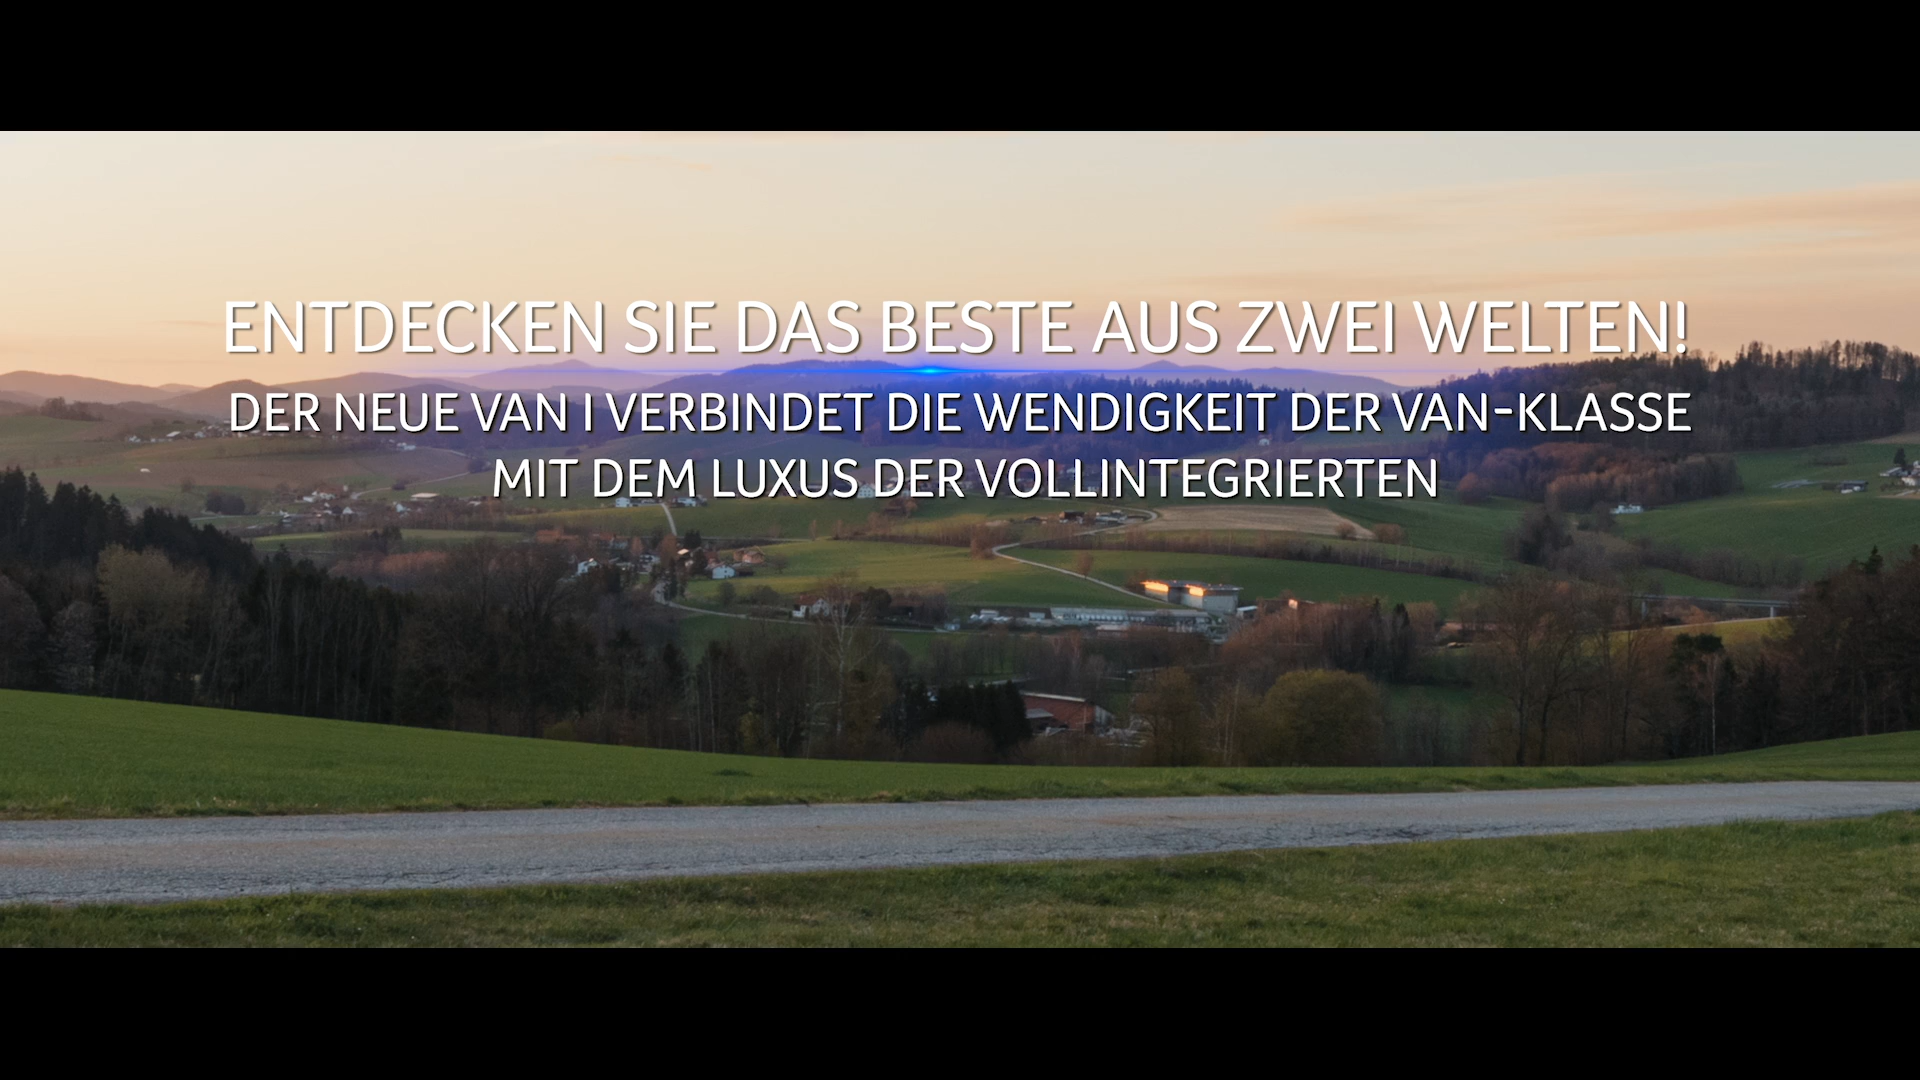 ENTDECKEN SIE DAS BESTE AUS ZWEI WELTEN!
DER NEUE VAN I VERBINDET DIE WENDIGKEIT DER VAN-KLASSE
MIT DEM LUXUS DER VOLLINTEGRIERTEN